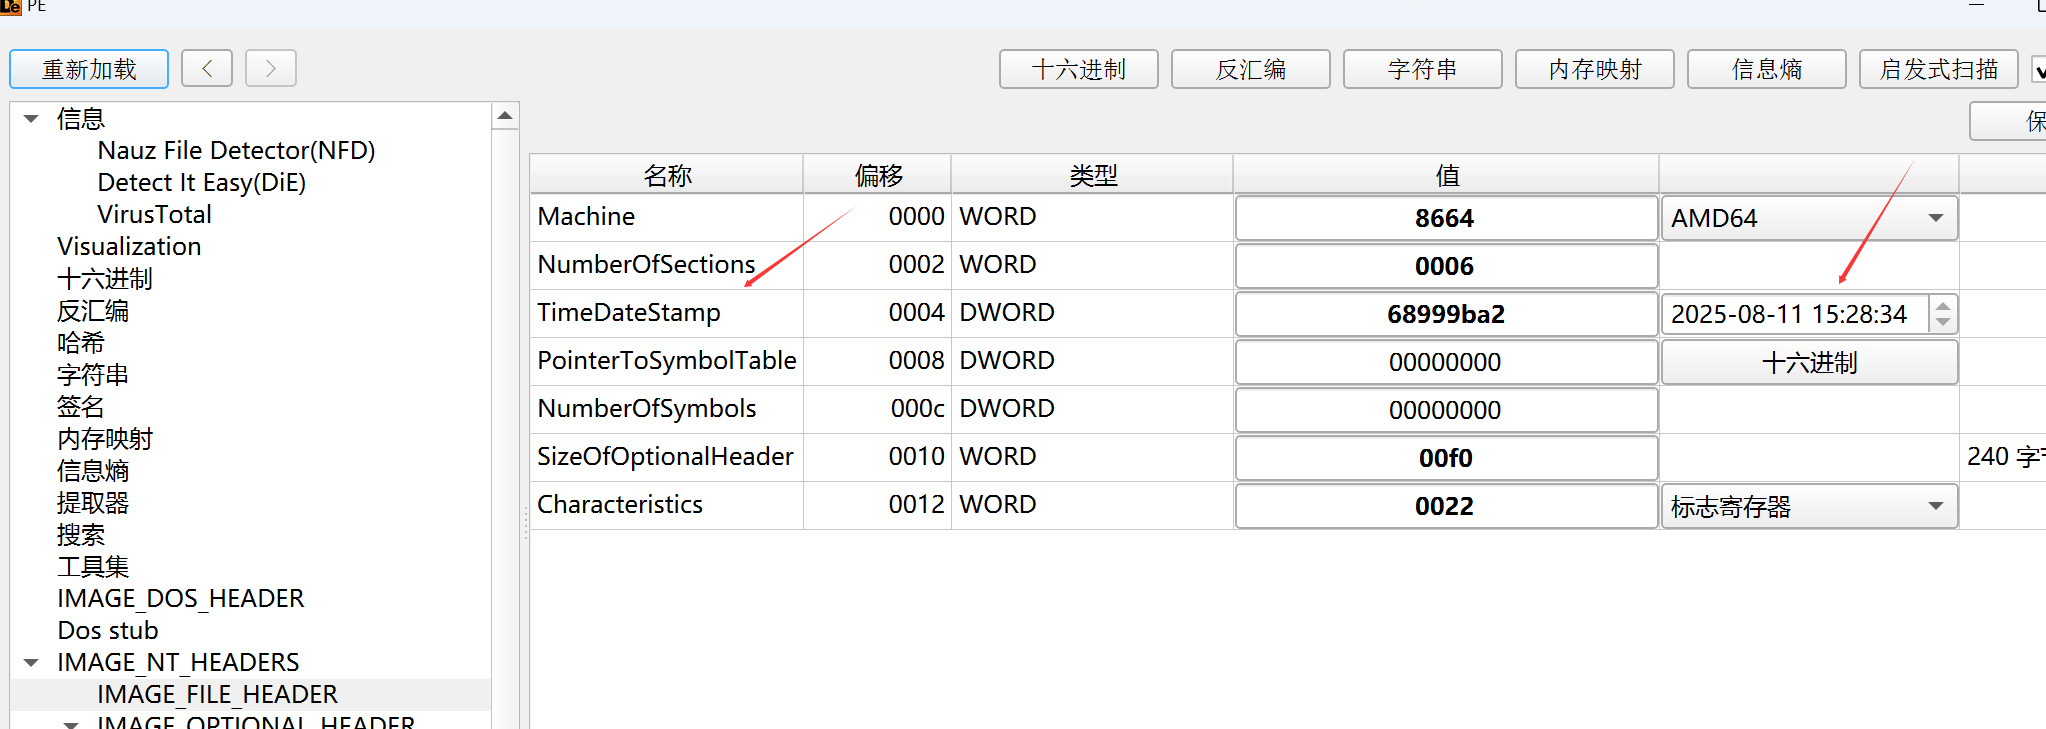 De PE
重新加载 < > 十六进制 反汇编 字符串 内存映射 信息熵 启发式扫描
信息
Nauz File Detector(NFD)
Detect It Easy(DiE)
VirusTotal
Visualization
十六进制
反汇编
哈希
字符串
签名
内存映射
信息熵
提取器
搜索
工具集
IMAGE_DOS_HEADER
Dos stub
IMAGE_NT_HEADERS
IMAGE_FILE_HEADER
IMAGE_OPTIONAL_HEADER
保
名称 偏移 类型 值
Machine 0000 WORD 8664 AMD64
NumberOfSections 0002 WORD 0006
TimeDateStamp 0004 DWORD 68999ba2 2025-08-11 15:28:34
PointerToSymbolTable 0008 DWORD 00000000 十六进制
NumberOfSymbols 000c DWORD 00000000
SizeOfOptionalHeader 0010 WORD 00f0 240 字
Characteristics 0012 WORD 0022 标志寄存器